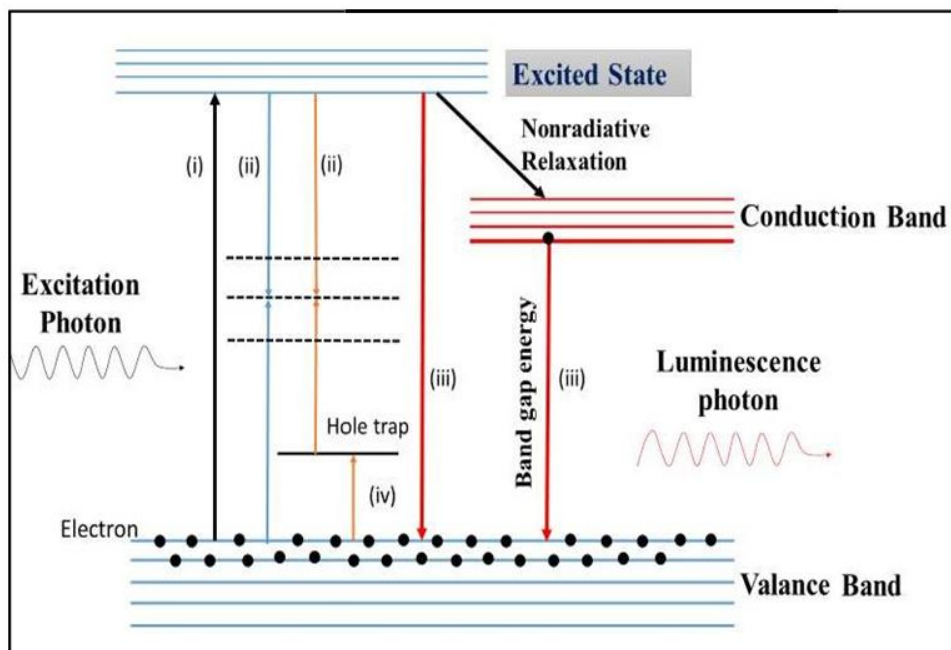 Excited State
Nonradiative
Relaxation
(i)
(ii)
(ii)
Conduction Band
Excitation
Photon
Band gap energy
(iii)
(iii)
Luminescence
photon
Hole trap
(iv)
Electron
Valance Band